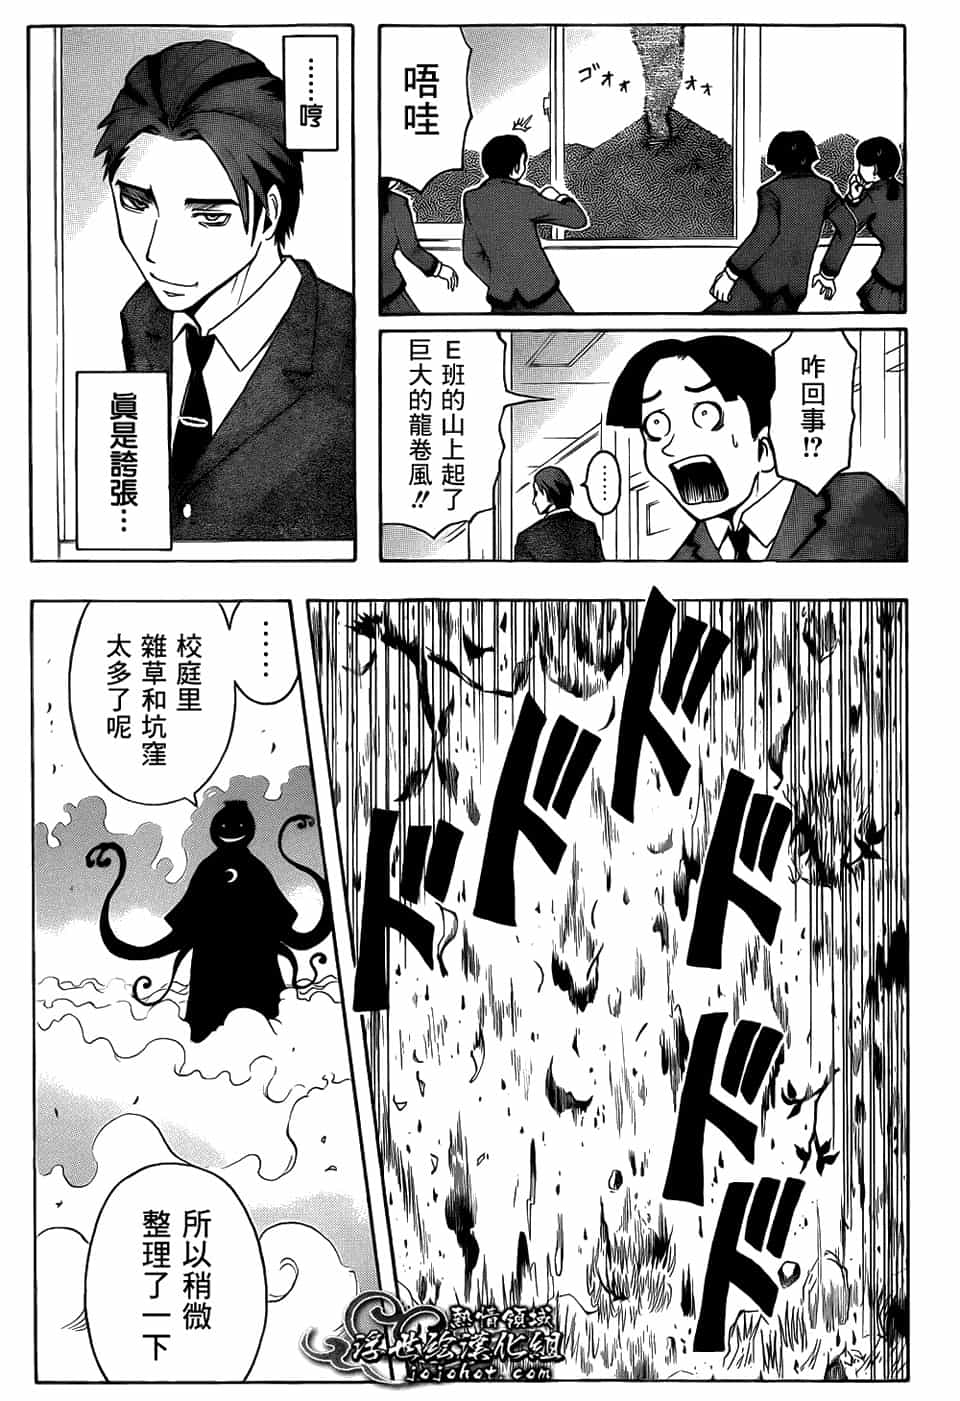 唔哇
ゴォォ
ォォ
咋回事!?
E班的山上起了
巨大的龍卷風!!
……
……哼
真是誇張…
ドドドドドド
……
校庭里
雜草和坑窪
太多了呢
所以稍微
整理了一下
熱情領域
浮世绘漢化組
jojohot.com